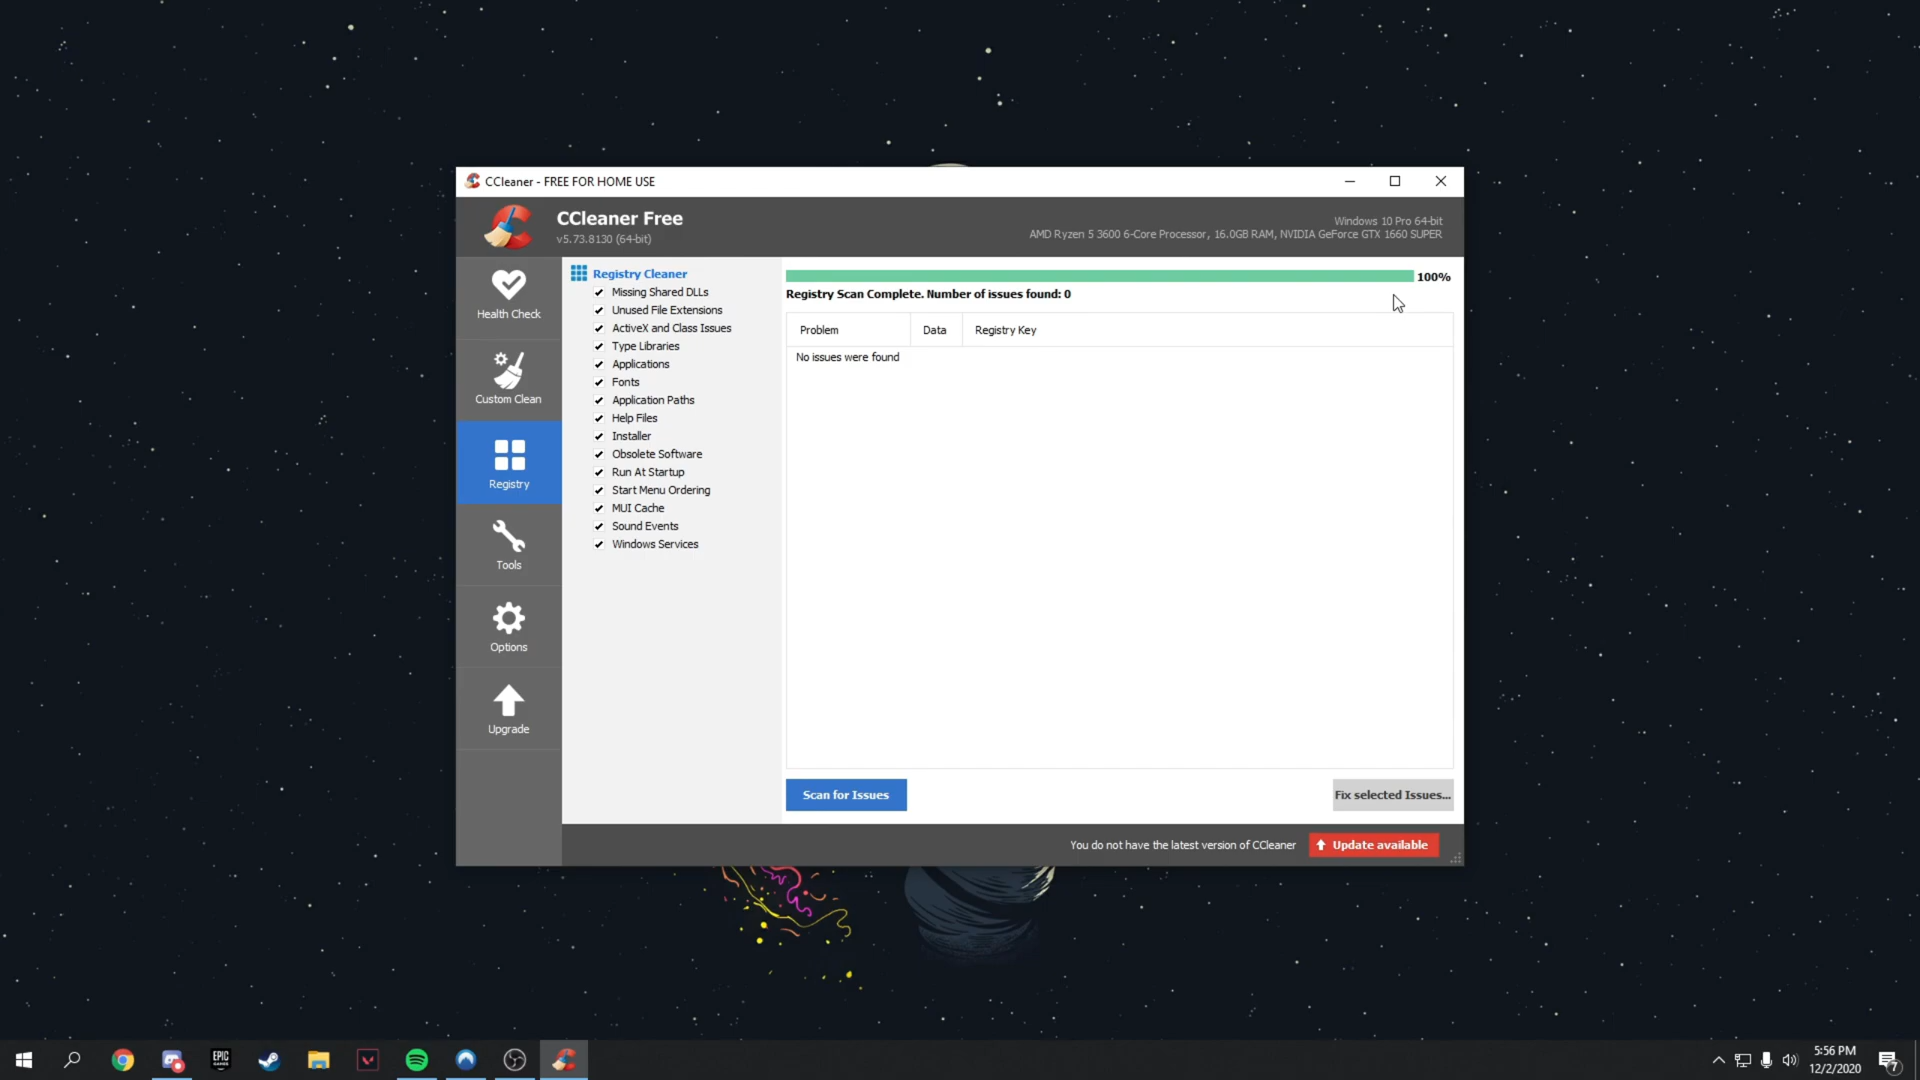 CCleaner - FREE FOR HOME USE
CCleaner Free
v5.73.8130 (64-bit)
Windows 10 Pro 64-bit
AMD Ryzen 5 3600 6-Core Processor, 16.0GB RAM, NVIDIA GeForce GTX 1660 SUPER
Health Check
Custom Clean
Registry
Tools
Options
Upgrade
Registry Cleaner
Missing Shared DLLs
Unused File Extensions
ActiveX and Class Issues
Type Libraries
Applications
Fonts
Application Paths
Help Files
Installer
Obsolete Software
Run At Startup
Start Menu Ordering
MUI Cache
Sound Events
Windows Services
100%
Registry Scan Complete. Number of issues found: 0
Problem Data Registry Key
No issues were found
Scan for Issues
Fix selected Issues...
You do not have the latest version of CCleaner
Update available
EPIC
GAMES
5:56 PM
12/2/2020
7